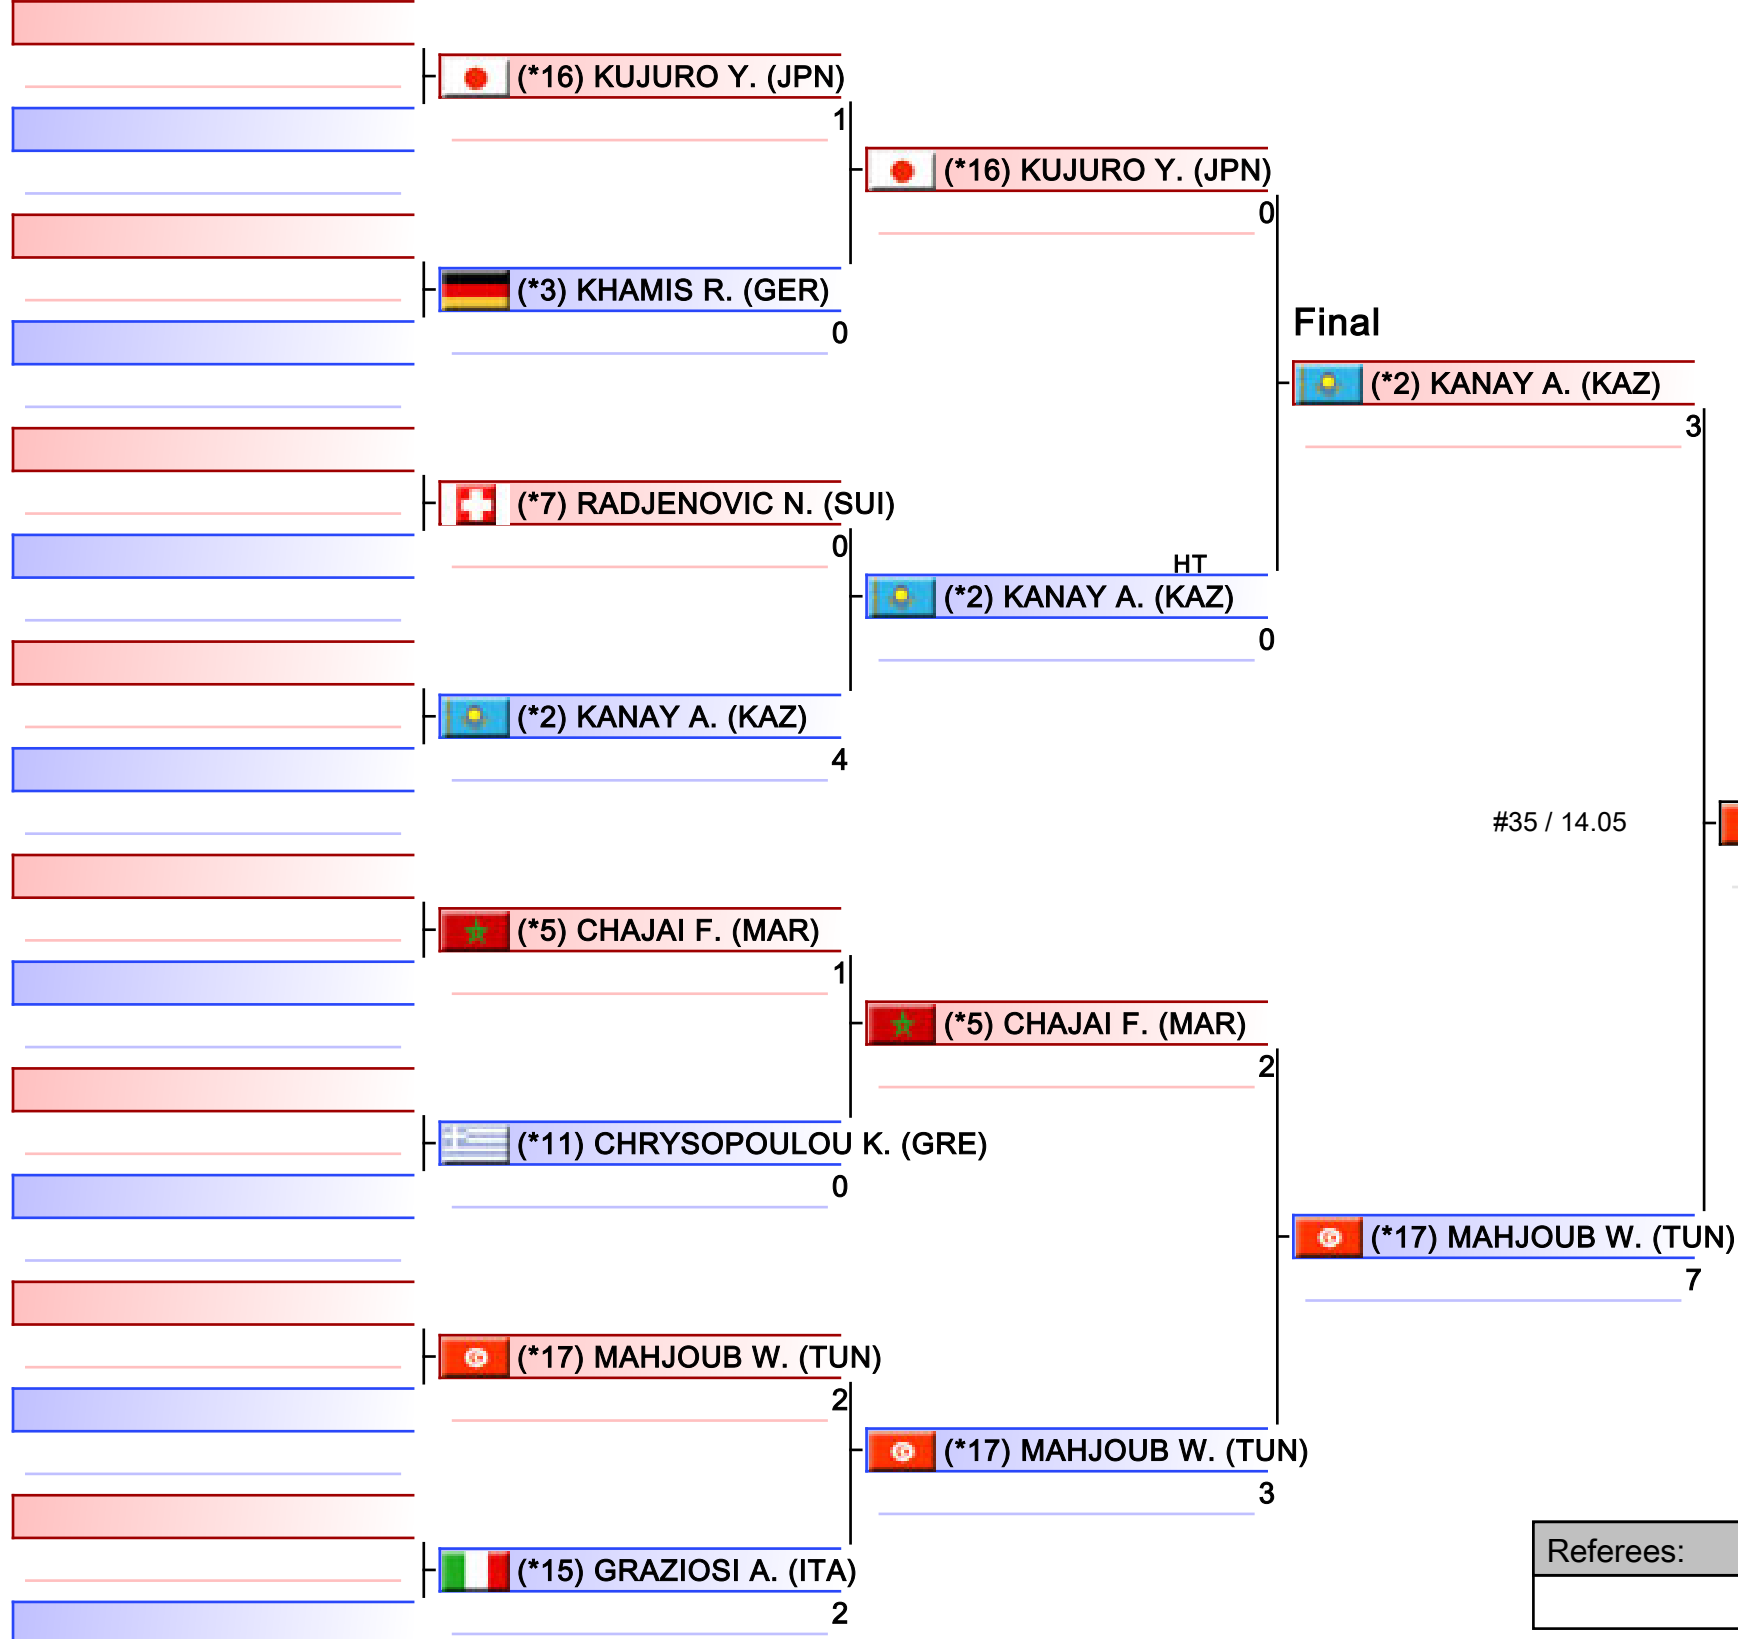 (*16) KUJURO Y. (JPN)
1
(*16) KUJURO Y. (JPN)
0
(*3) KHAMIS R. (GER)
0
Final
(*2) KANAY A. (KAZ)
3
(*7) RADJENOVIC N. (SUI)
0
HT
(*2) KANAY A. (KAZ)
0
(*2) KANAY A. (KAZ)
4
#35 / 14.05
(*5) CHAJAI F. (MAR)
1
(*5) CHAJAI F. (MAR)
2
(*11) CHRYSOPOULOU K. (GRE)
0
(*17) MAHJOUB W. (TUN)
7
(*17) MAHJOUB W. (TUN)
2
(*17) MAHJOUB W. (TUN)
3
(*15) GRAZIOSI A. (ITA)
2
Referees: